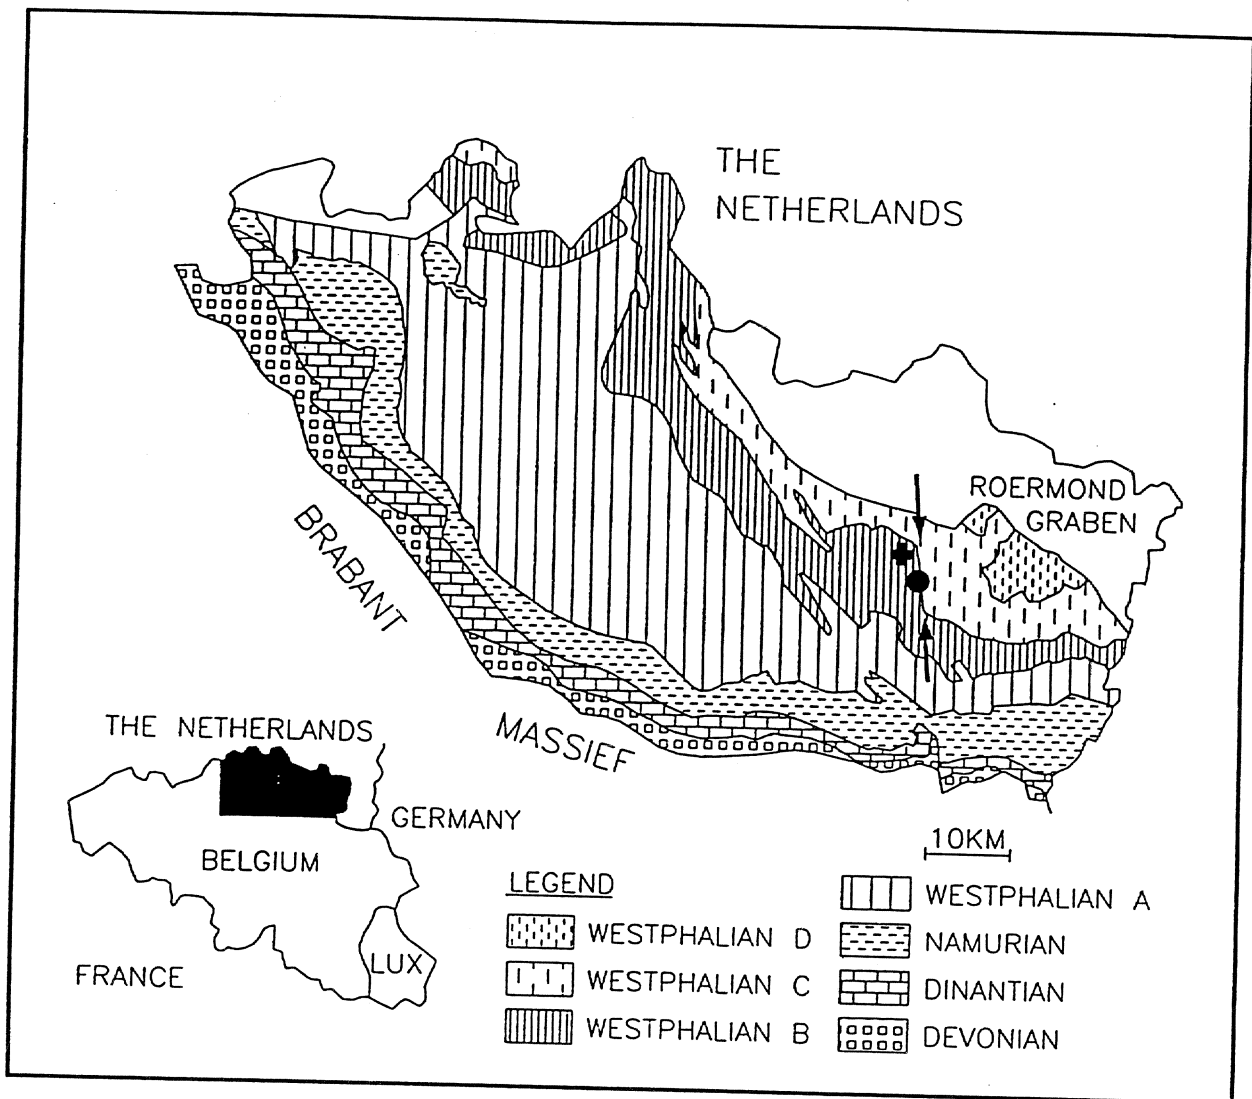 THE
NETHERLANDS
ROERMOND
GRABEN
BRABANT
MASSIEF
THE NETHERLANDS
GERMANY
BELGIUM
LUX
FRANCE
10KM
LEGEND
WESTPHALIAN D
WESTPHALIAN C
WESTPHALIAN B
WESTPHALIAN A
NAMURIAN
DINANTIAN
DEVONIAN